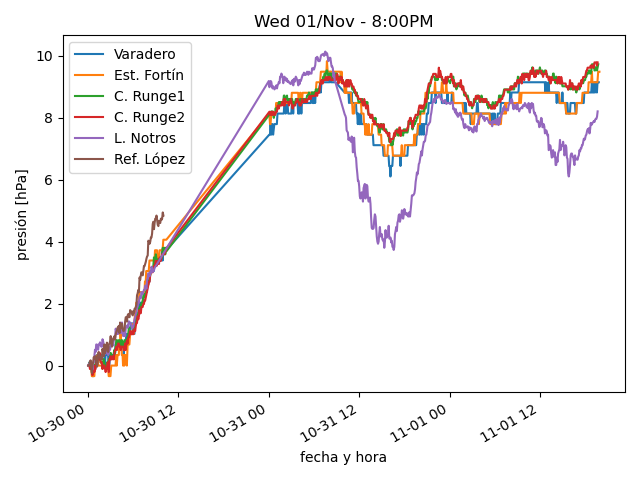 Wed 01/Nov - 8:00PM
Varadero
Est. Fortín
C. Runge1
C. Runge2
L. Notros
Ref. López
presión [hPa]
10
8
6
4
2
0
10-30 00
10-30 12
10-31 00
10-31 12
11-01 00
11-01 12
fecha y hora